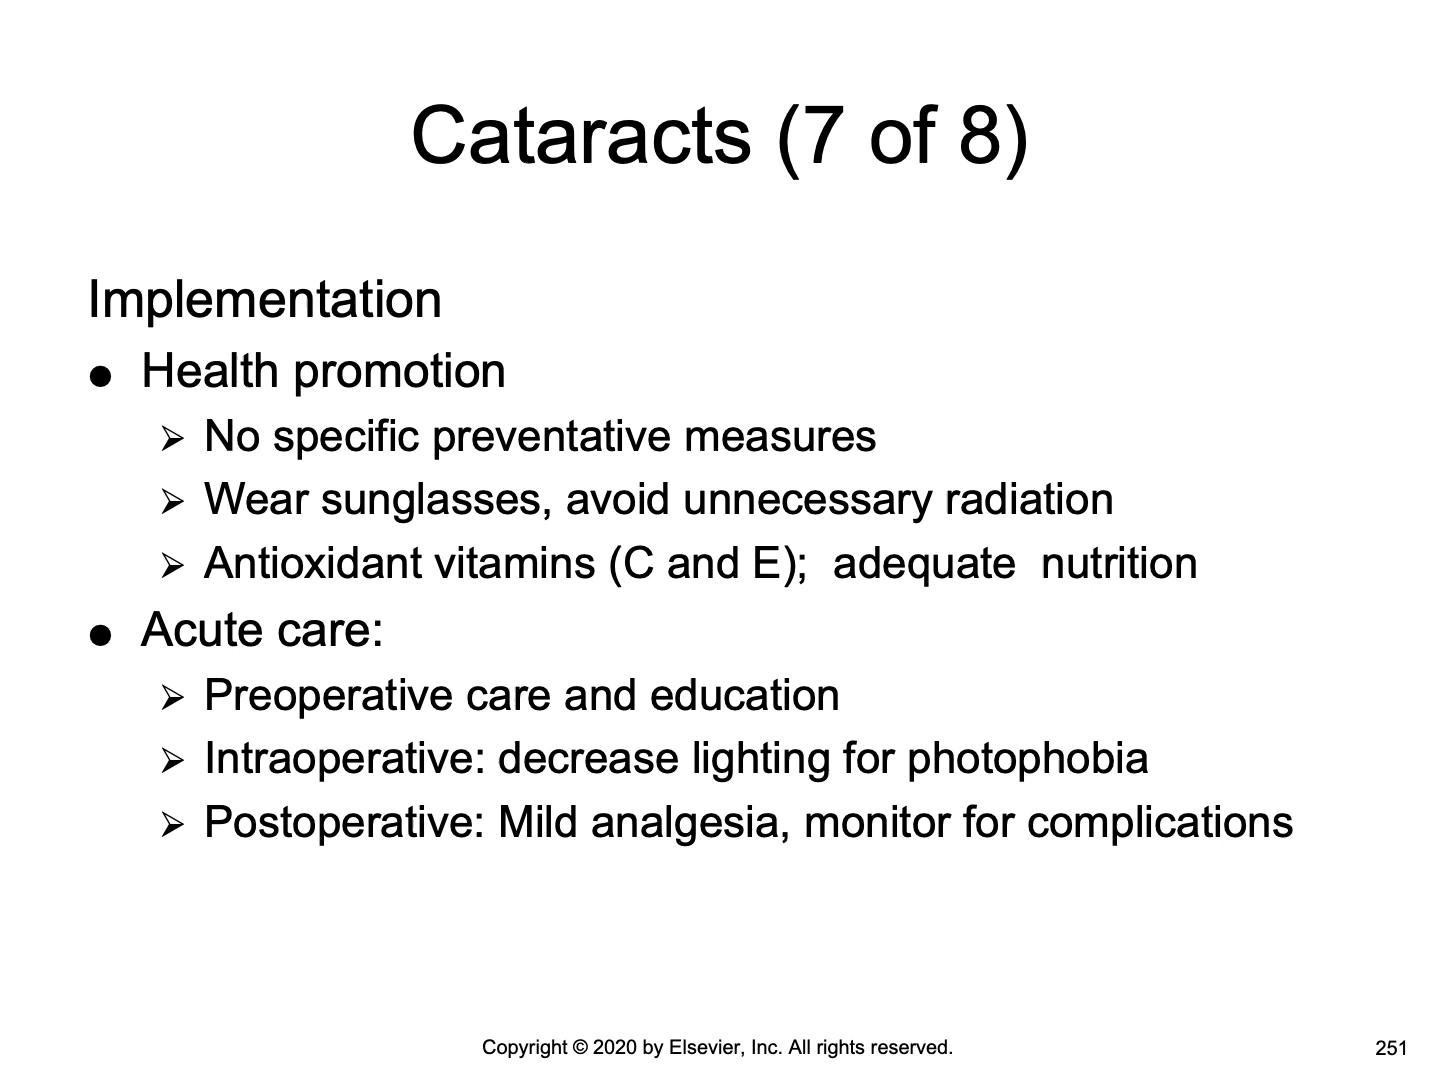 Cataracts (7 of 8)
Implementation
● Health promotion
➢ No specific preventative measures
➢ Wear sunglasses, avoid unnecessary radiation
➢ Antioxidant vitamins (C and E);  adequate  nutrition
● Acute care:
➢ Preoperative care and education
➢ Intraoperative: decrease lighting for photophobia
➢ Postoperative: Mild analgesia, monitor for complications
Copyright © 2020 by Elsevier, Inc. All rights reserved.
251